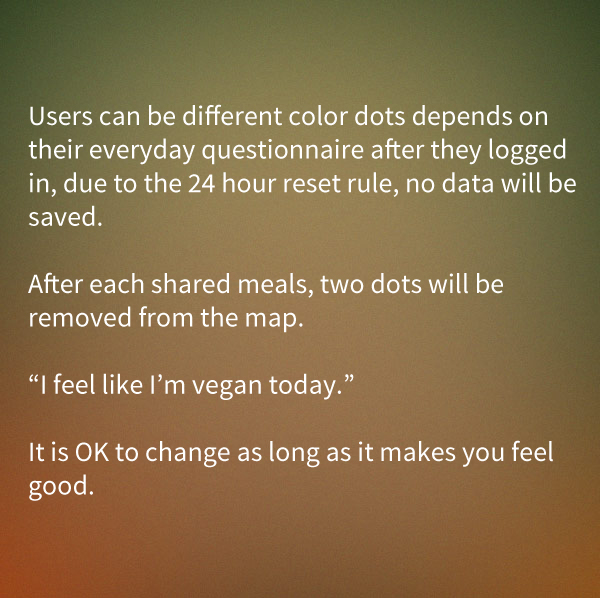 Users can be different color dots depends on
their everyday questionnaire after they logged
in, due to the 24 hour reset rule, no data will be
saved.
After each shared meals, two dots will be
removed from the map.
“I feel like I’m vegan today.”
It is OK to change as long as it makes you feel
good.